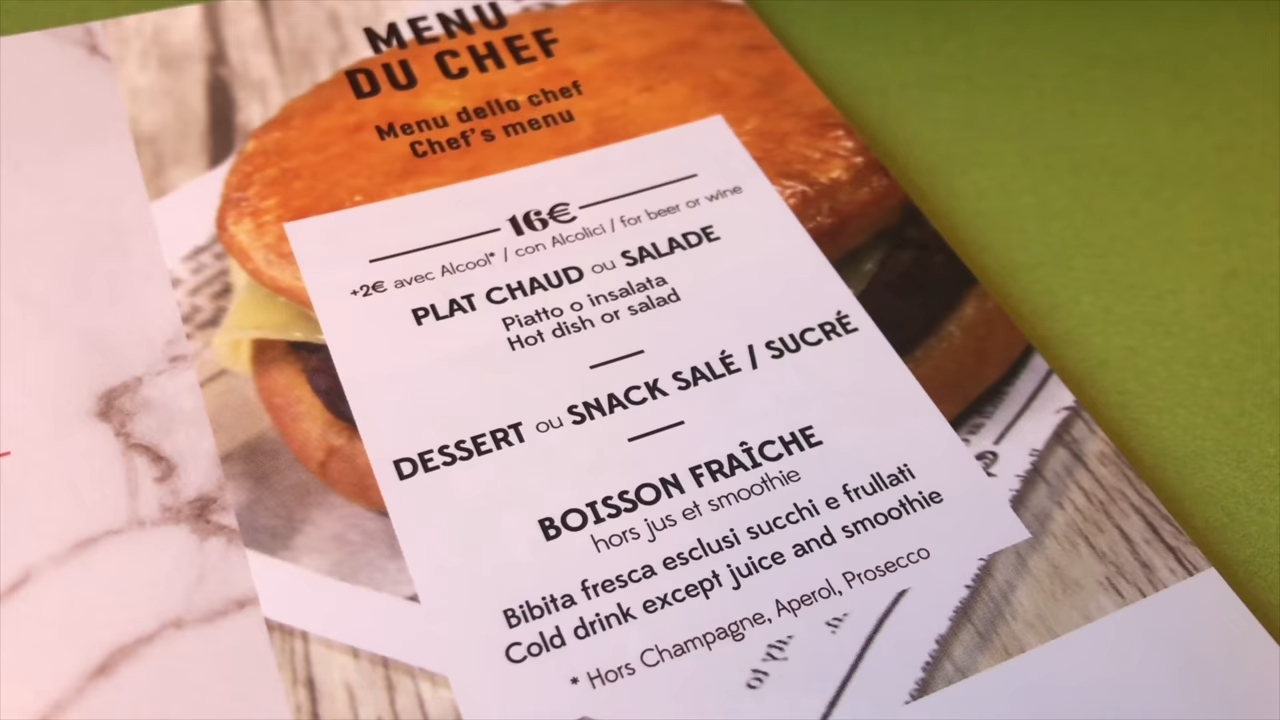 MENU
DU CHEF
Menu dello chef
Chef's menu
16€
+2€ avec Alcool* / con Alcolici / for beer or wine
PLAT CHAUD ou SALADE
Piatto o insalata
Hot dish or salad
DESSERT ou SNACK SALÉ / SUCRÉ
BOISSON FRAÎCHE
hors jus et smoothie
Bibita fresca esclusi succhi e frullati
Cold drink except juice and smoothie
* Hors Champagne, Aperol, Prosecco